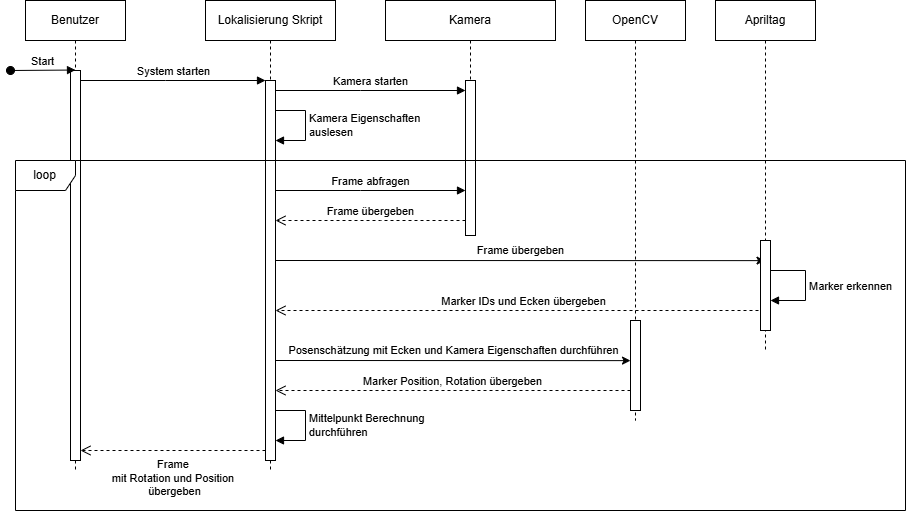 Benutzer
Lokalisierung Skript
Kamera
OpenCV
Apriltag
Start
System starten
Kamera starten
Kamera Eigenschaften
auslesen
loop
Frame abfragen
Frame übergeben
Frame übergeben
Marker erkennen
Marker IDs und Ecken übergeben
Posenschätzung mit Ecken und Kamera Eigenschaften durchführen
Marker Position, Rotation übergeben
Mittelpunkt Berechnung
durchführen
Frame
mit Rotation und Position
übergeben